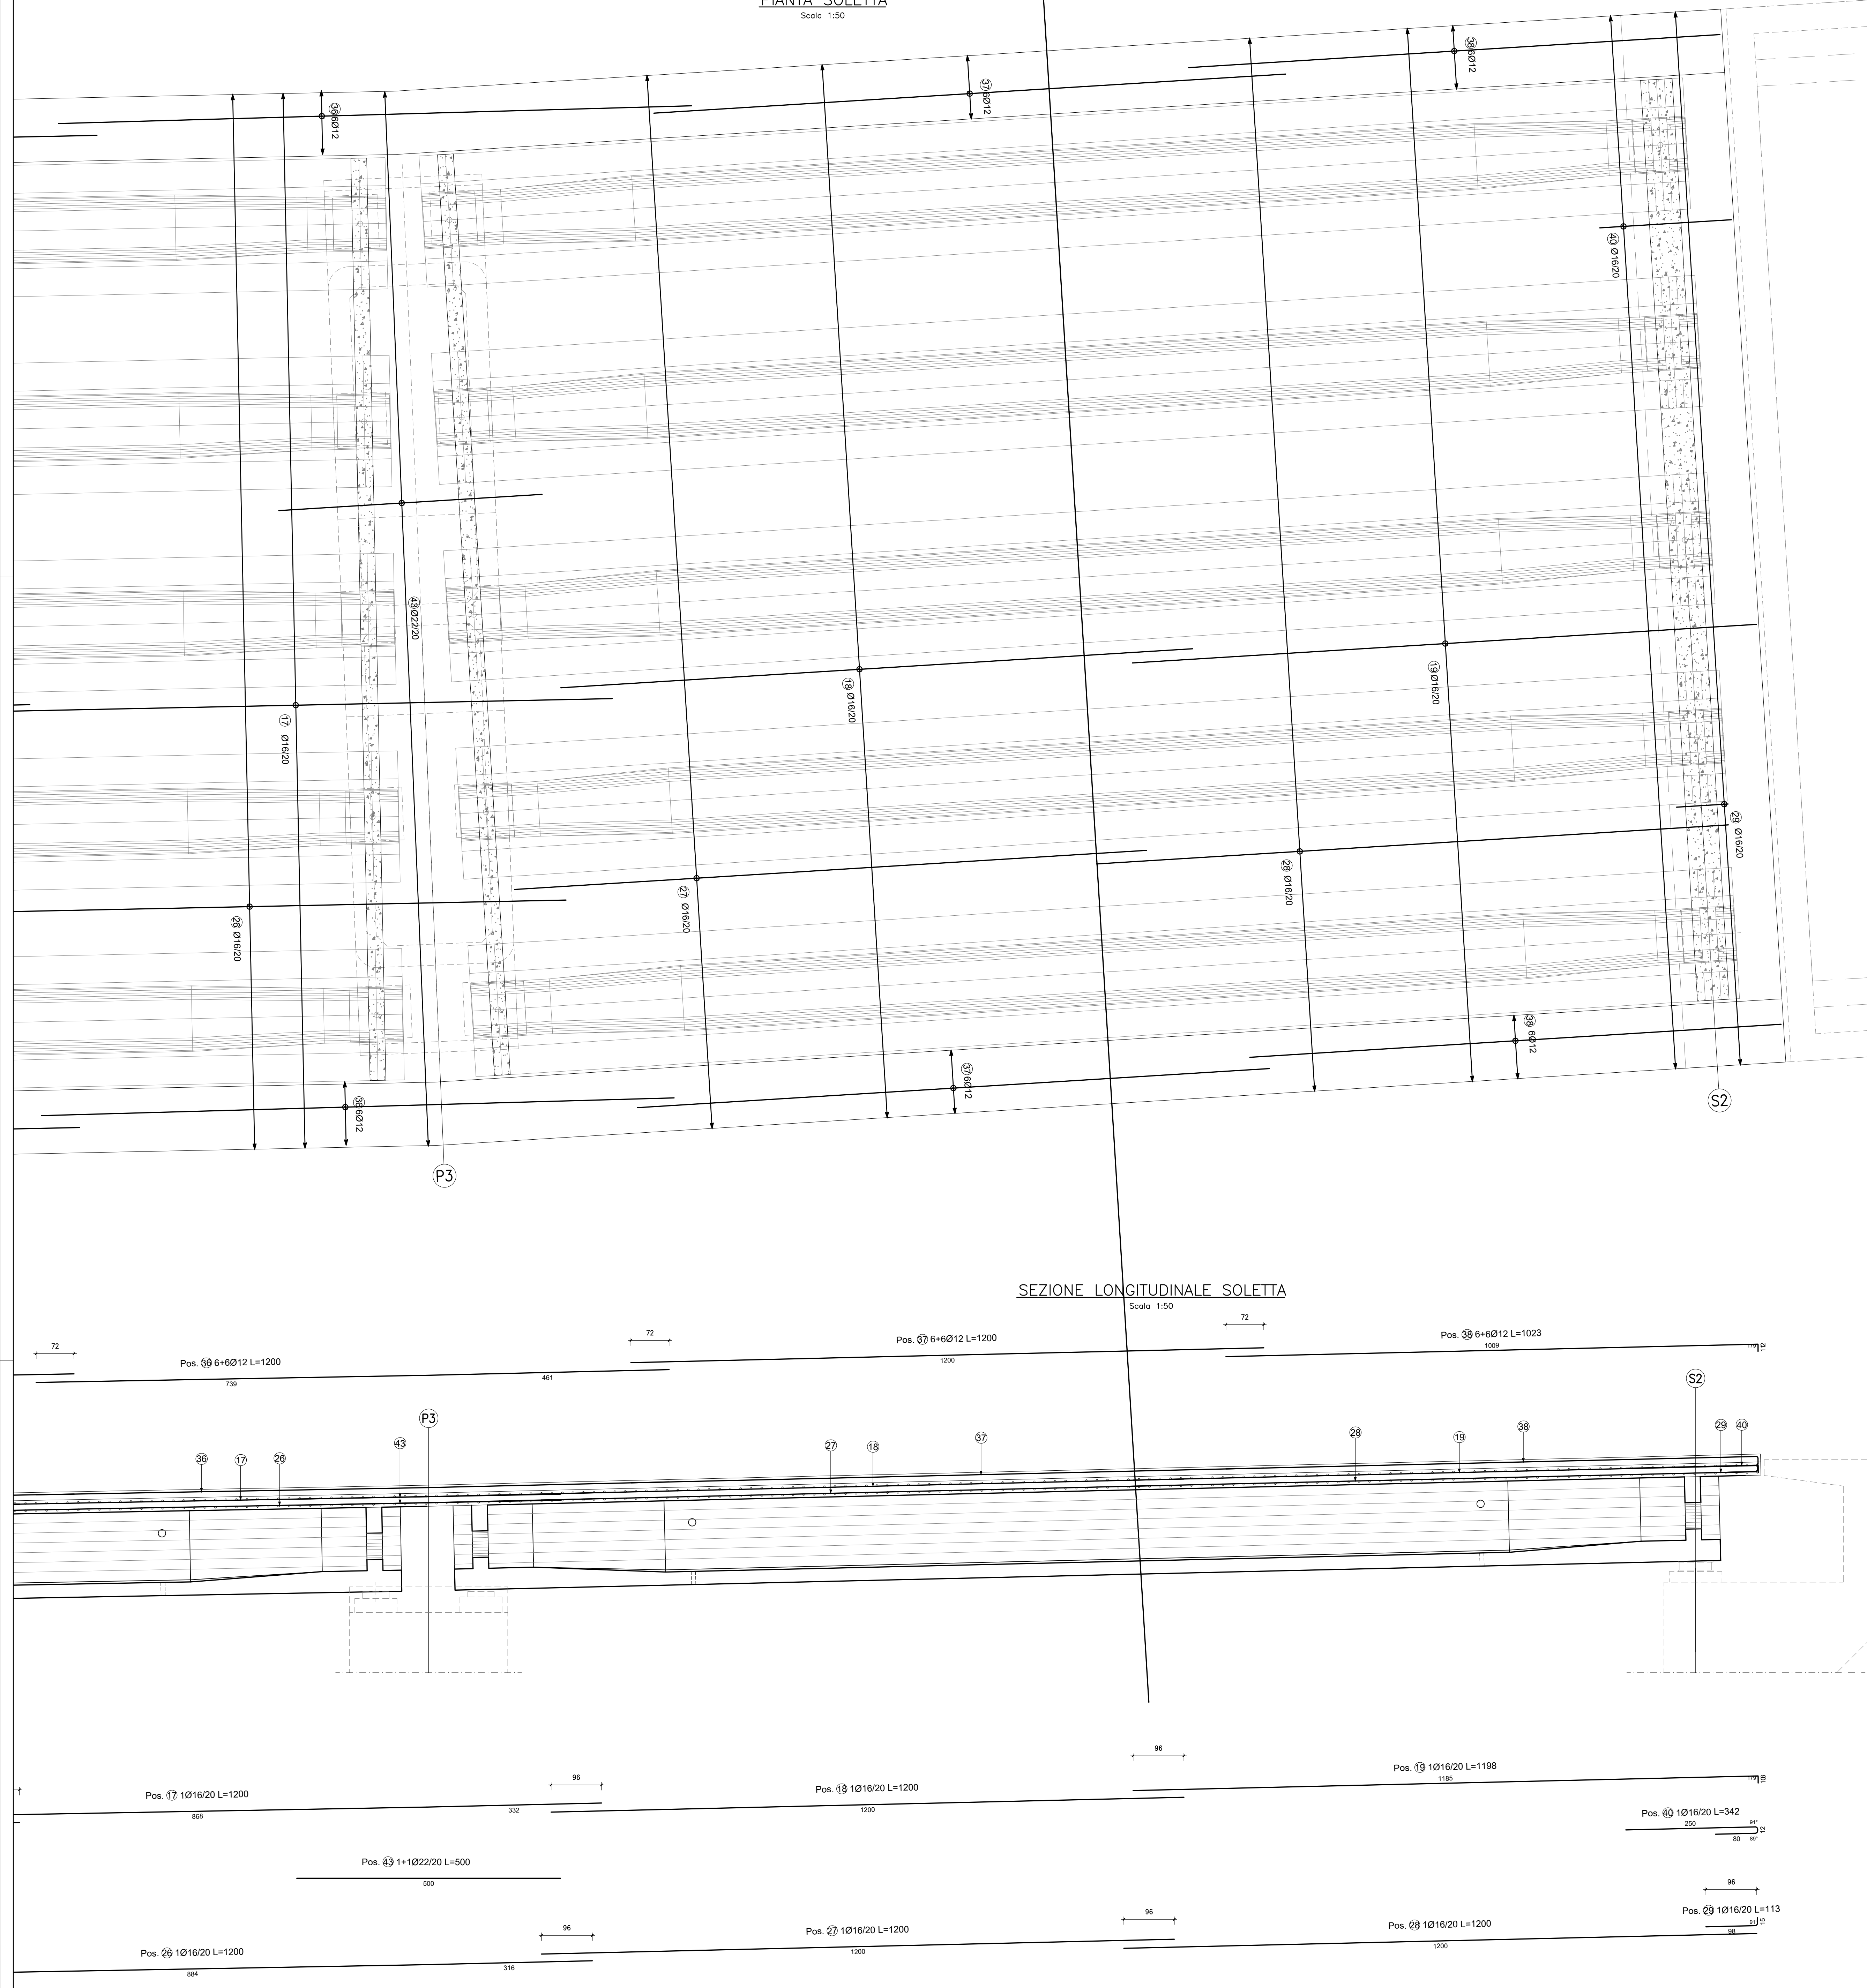 PIANTA SOLETTA
Scala 1:50
38 6Ø12
37 6Ø12
36 6Ø12
40 Ø16/20
43 Ø22/20
19 Ø16/20
18 Ø16/20
17 Ø16/20
29 Ø16/20
28 Ø16/20
27 Ø16/20
26 Ø16/20
38 6Ø12
37 6Ø12
36 6Ø12
S2
P3
SEZIONE LONGITUDINALE SOLETTA
Scala 1:50
72
72
72
Pos. 36 6+6Ø12 L=1200
739
461
Pos. 37 6+6Ø12 L=1200
1200
Pos. 38 6+6Ø12 L=1023
1009
S2
P3
36
17
26
43
27
18
37
28
19
38
29
40
96
96
Pos. 17 1Ø16/20 L=1200
868
332
Pos. 18 1Ø16/20 L=1200
1200
Pos. 19 1Ø16/20 L=1198
1185
Pos. 40 1Ø16/20 L=342
250
91°
12
80
89°
Pos. 43 1+1Ø22/20 L=500
500
96
96
96
Pos. 26 1Ø16/20 L=1200
884
316
Pos. 27 1Ø16/20 L=1200
1200
Pos. 28 1Ø16/20 L=1200
1200
Pos. 29 1Ø16/20 L=113
98
15